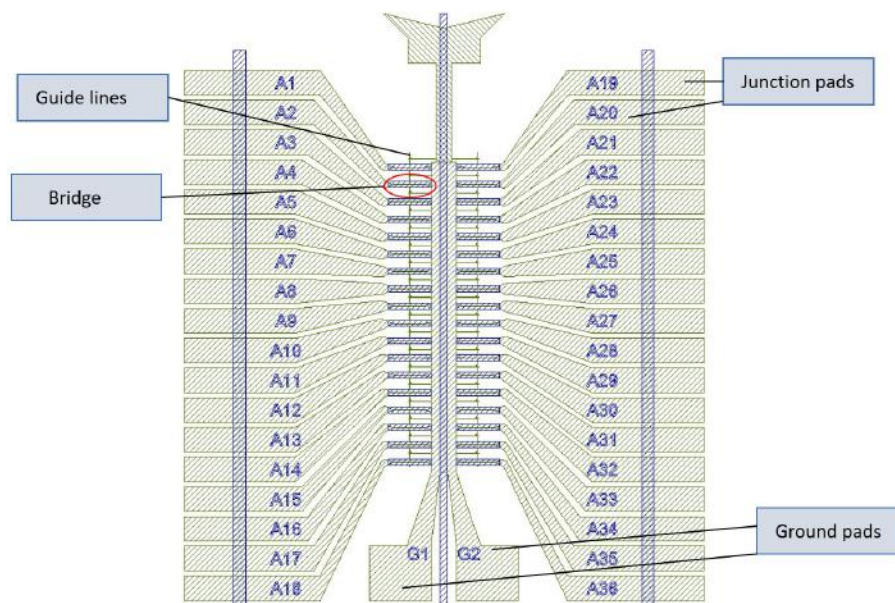 Guide lines
Bridge
Junction pads
Ground pads
A1
A2
A3
A4
A5
A6
A7
A8
A9
A10
A11
A12
A13
A14
A15
A16
A17
A18
A19
A20
A21
A22
A23
A24
A25
A26
A27
A28
A29
A30
A31
A32
A33
A34
A35
A36
G1 G2